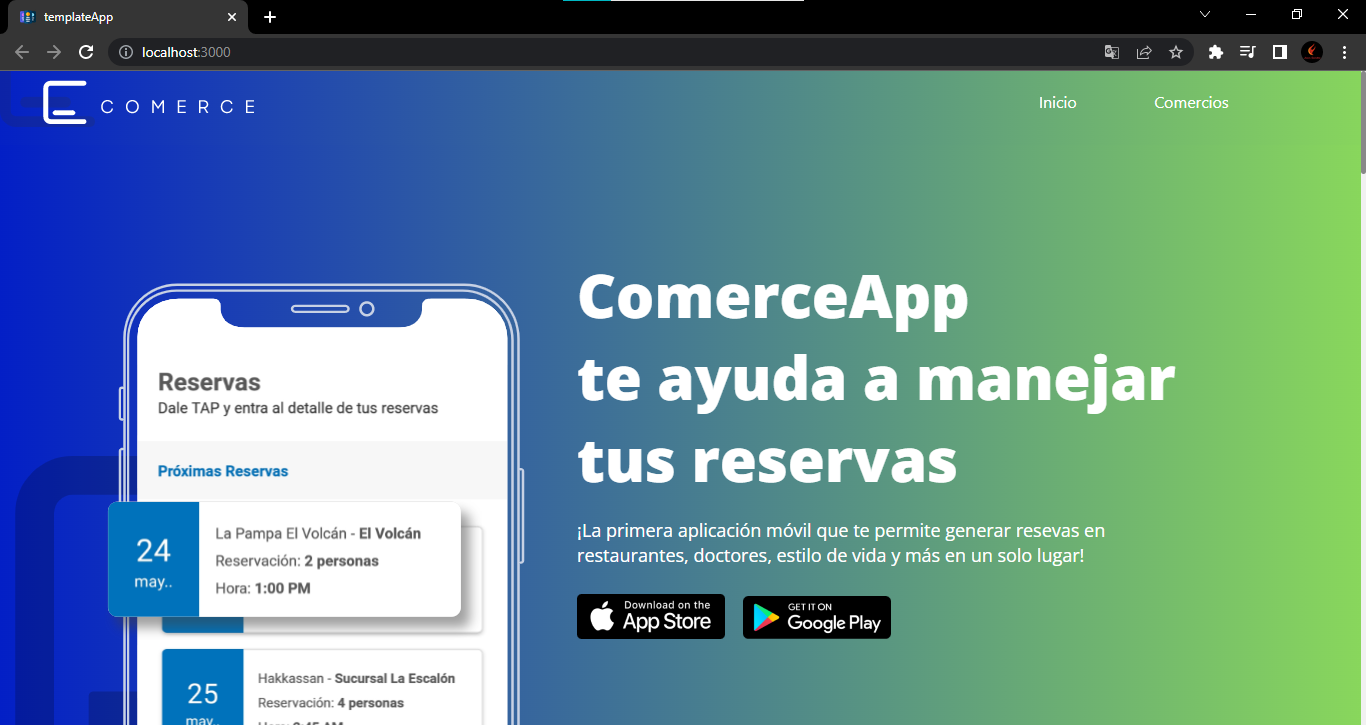 templateApp
localhost:3000
COMERCE
Inicio
Comercios
ComerceApp
te ayuda a manejar
tus reservas
¡La primera aplicación móvil que te permite generar resevas en
restaurantes, doctores, estilo de vida y más en un solo lugar!
Download on the
App Store
GET IT ON
Google Play
Reservas
Dale TAP y entra al detalle de tus reservas
Próximas Reservas
24
may..
La Pampa El Volcán - El Volcán
Reservación: 2 personas
Hora: 1:00 PM
25
may..
Hakkassan - Sucursal La Escalón
Reservación: 4 personas